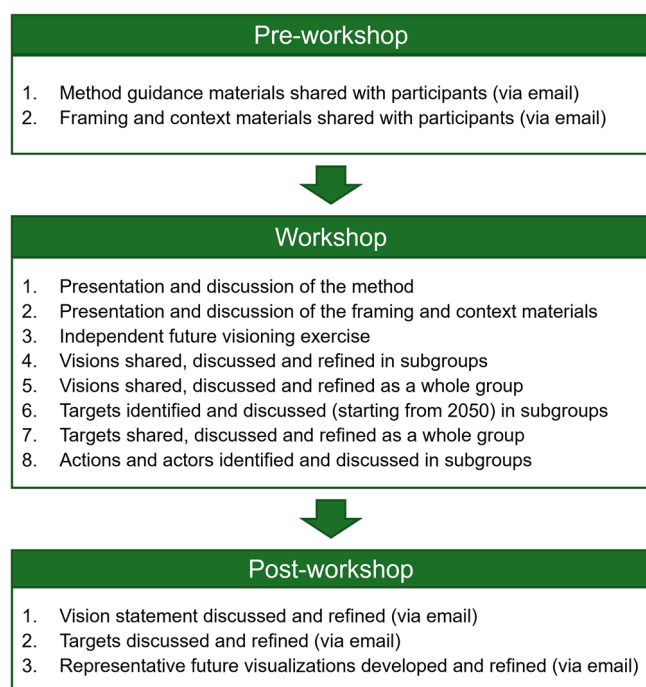 Pre-workshop
1. Method guidance materials shared with participants (via email)
2. Framing and context materials shared with participants (via email)
Workshop
1. Presentation and discussion of the method
2. Presentation and discussion of the framing and context materials
3. Independent future visioning exercise
4. Visions shared, discussed and refined in subgroups
5. Visions shared, discussed and refined as a whole group
6. Targets identified and discussed (starting from 2050) in subgroups
7. Targets shared, discussed and refined as a whole group
8. Actions and actors identified and discussed in subgroups
Post-workshop
1. Vision statement discussed and refined (via email)
2. Targets discussed and refined (via email)
3. Representative future visualizations developed and refined (via email)